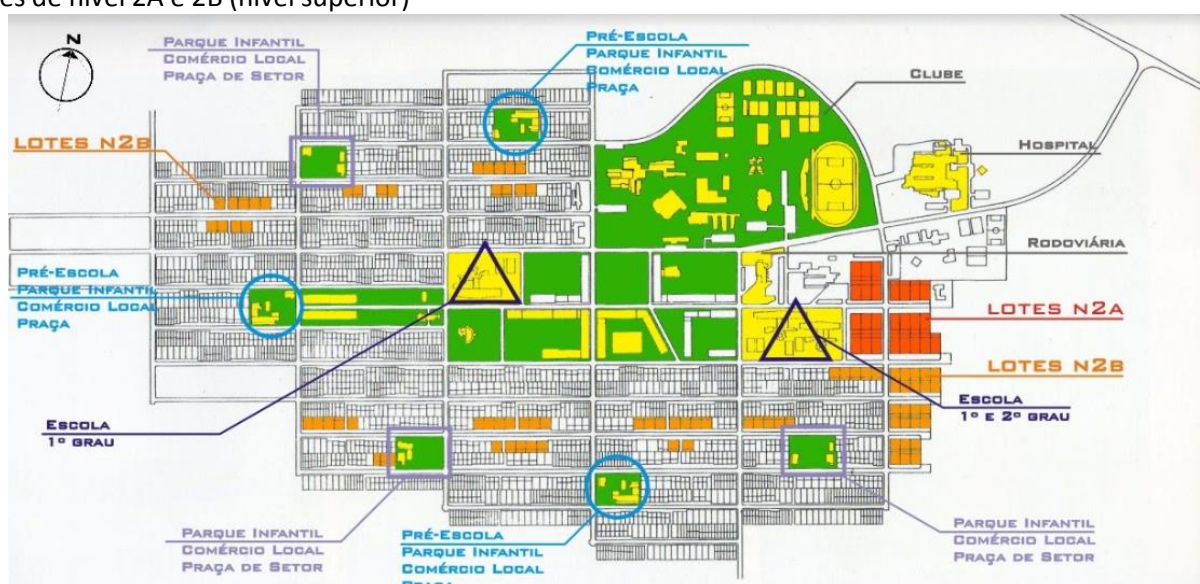 es de nível 2A e 2B (nível superior)
N
PARQUE INFANTIL
COMÉRCIO LOCAL
PRAÇA DE SETOR
PRÉ-ESCOLA
PARQUE INFANTIL
COMÉRCIO LOCAL
PRAÇA
CLUBE
LOTES N2B
HOSPITAL
RODOVIÁRIA
PRÉ-ESCOLA
PARQUE INFANTIL
COMÉRCIO LOCAL
PRAÇA
LOTES N2A
LOTES N2B
ESCOLA
1º GRAU
ESCOLA
1º E 2º GRAU
PARQUE INFANTIL
COMÉRCIO LOCAL
PRAÇA DE SETOR
PRÉ-ESCOLA
PARQUE INFANTIL
COMÉRCIO LOCAL
PRAÇA
PARQUE INFANTIL
COMÉRCIO LOCAL
PRAÇA DE SETOR